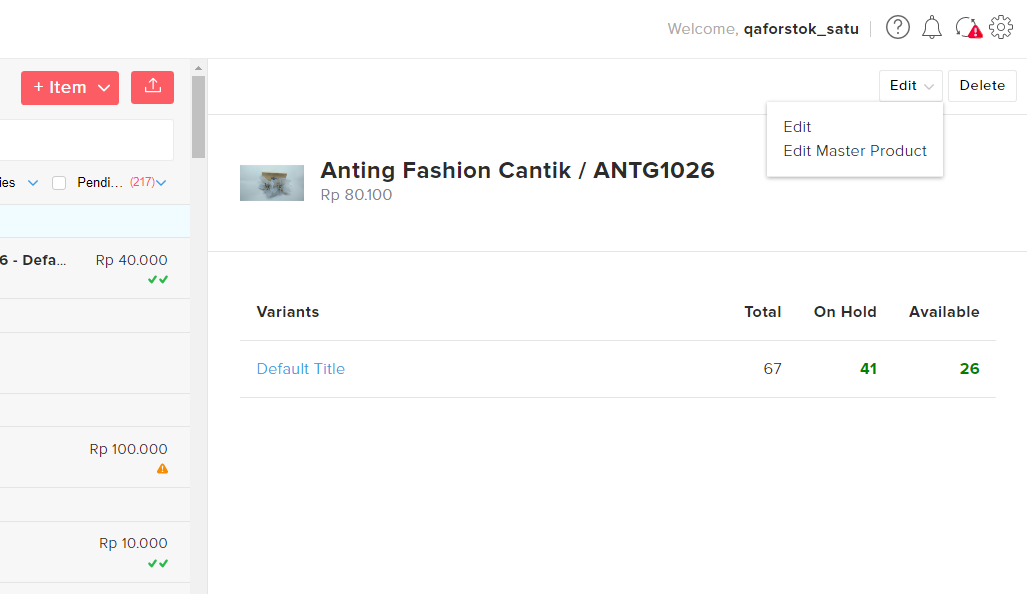 Welcome, qaforstok_satu
+ Item
Edit
Delete
Edit
Edit Master Product
ies
Pendi... (217)
Anting Fashion Cantik / ANTG1026
Rp 80.100
6 - Defa...
Rp 40.000
Rp 100.000
Rp 10.000
Variants Total On Hold Available
Default Title 67 41 26